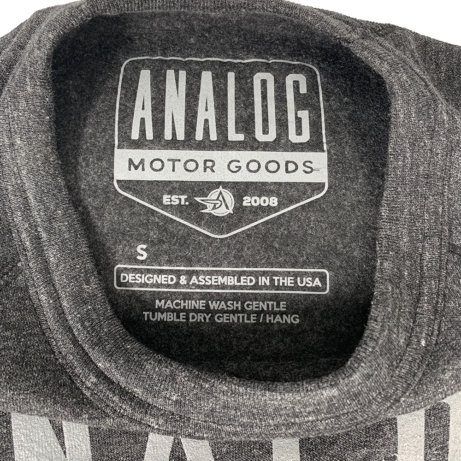 ANALOG
MOTOR GOODS
EST. 2008
S
DESIGNED & ASSEMBLED IN THE USA
MACHINE WASH GENTLE
TUMBLE DRY GENTLE / HANG